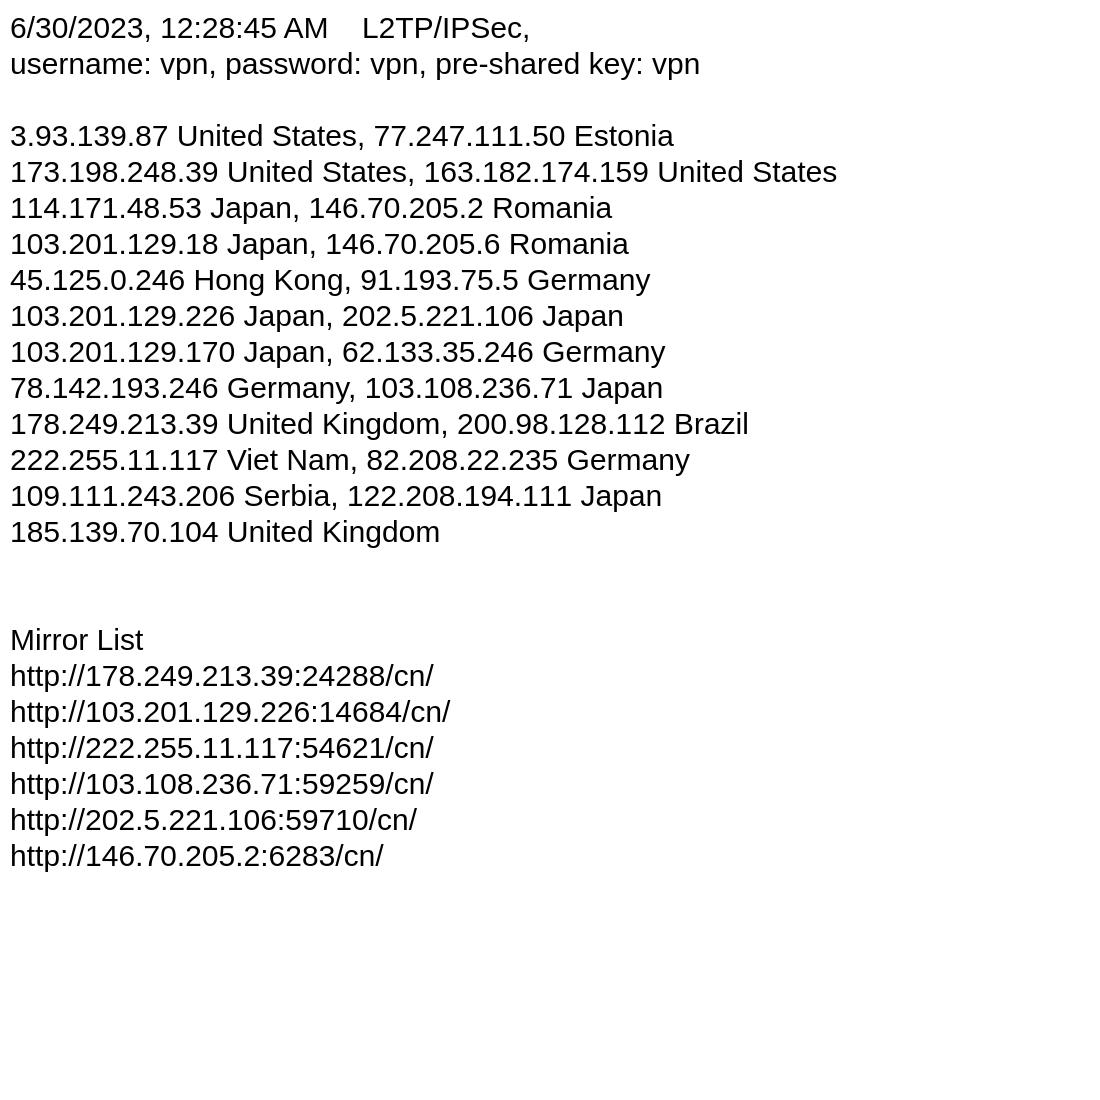 6/30/2023, 12:28:45 AM    L2TP/IPSec,
username: vpn, password: vpn, pre-shared key: vpn
3.93.139.87 United States, 77.247.111.50 Estonia
173.198.248.39 United States, 163.182.174.159 United States
114.171.48.53 Japan, 146.70.205.2 Romania
103.201.129.18 Japan, 146.70.205.6 Romania
45.125.0.246 Hong Kong, 91.193.75.5 Germany
103.201.129.226 Japan, 202.5.221.106 Japan
103.201.129.170 Japan, 62.133.35.246 Germany
78.142.193.246 Germany, 103.108.236.71 Japan
178.249.213.39 United Kingdom, 200.98.128.112 Brazil
222.255.11.117 Viet Nam, 82.208.22.235 Germany
109.111.243.206 Serbia, 122.208.194.111 Japan
185.139.70.104 United Kingdom
Mirror List
http://178.249.213.39:24288/cn/
http://103.201.129.226:14684/cn/
http://222.255.11.117:54621/cn/
http://103.108.236.71:59259/cn/
http://202.5.221.106:59710/cn/
http://146.70.205.2:6283/cn/